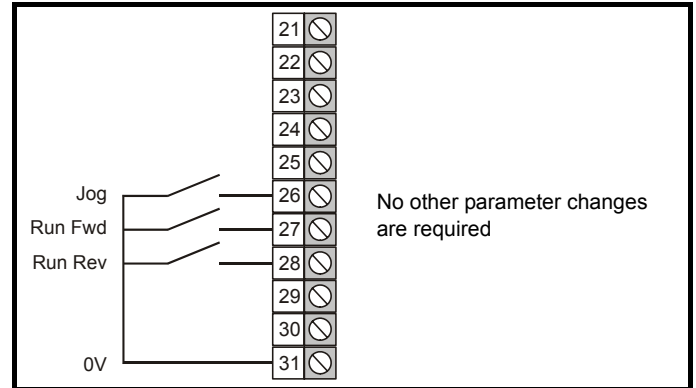 21
22
23
24
25
Jog 26
Run Fwd 27
Run Rev 28
29
30
0V 31
No other parameter changes
are required